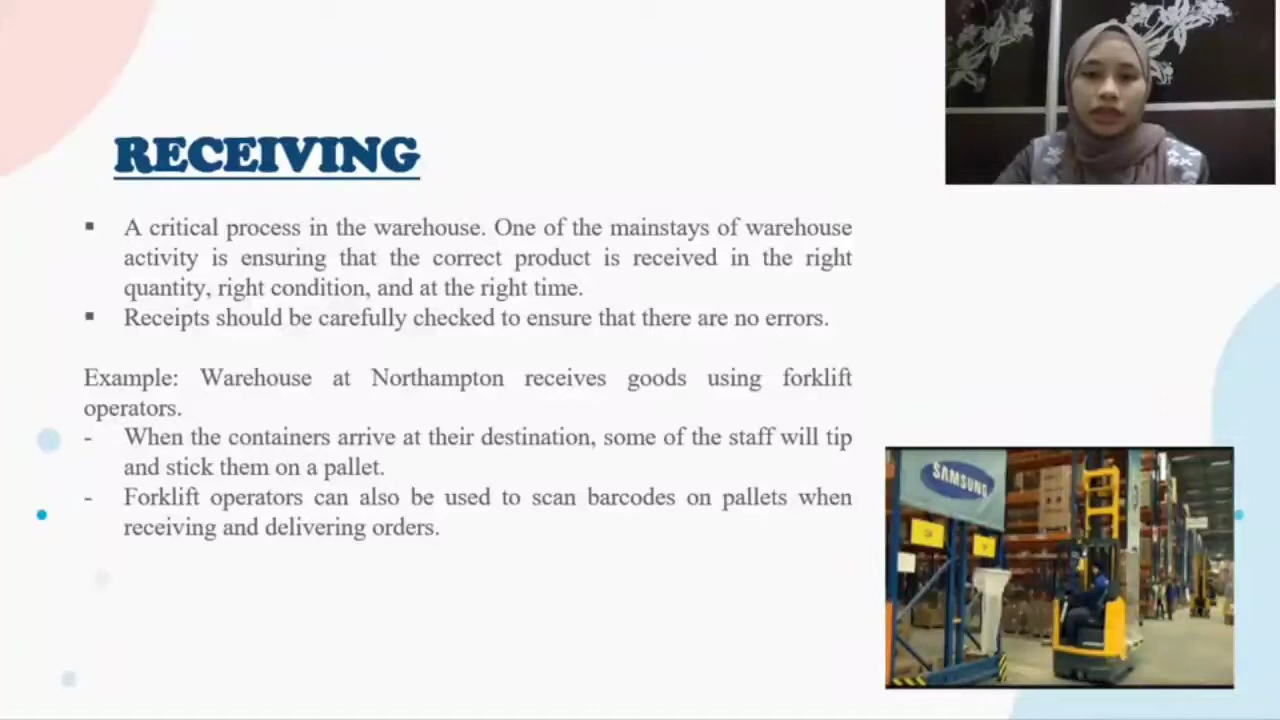 RECEIVING
▪ A critical process in the warehouse. One of the mainstays of warehouse
activity is ensuring that the correct product is received in the right
quantity, right condition, and at the right time.
▪ Receipts should be carefully checked to ensure that there are no errors.
Example: Warehouse at Northampton receives goods using forklift
operators.
- When the containers arrive at their destination, some of the staff will tip
and stick them on a pallet.
- Forklift operators can also be used to scan barcodes on pallets when
receiving and delivering orders.
SAMSUNG